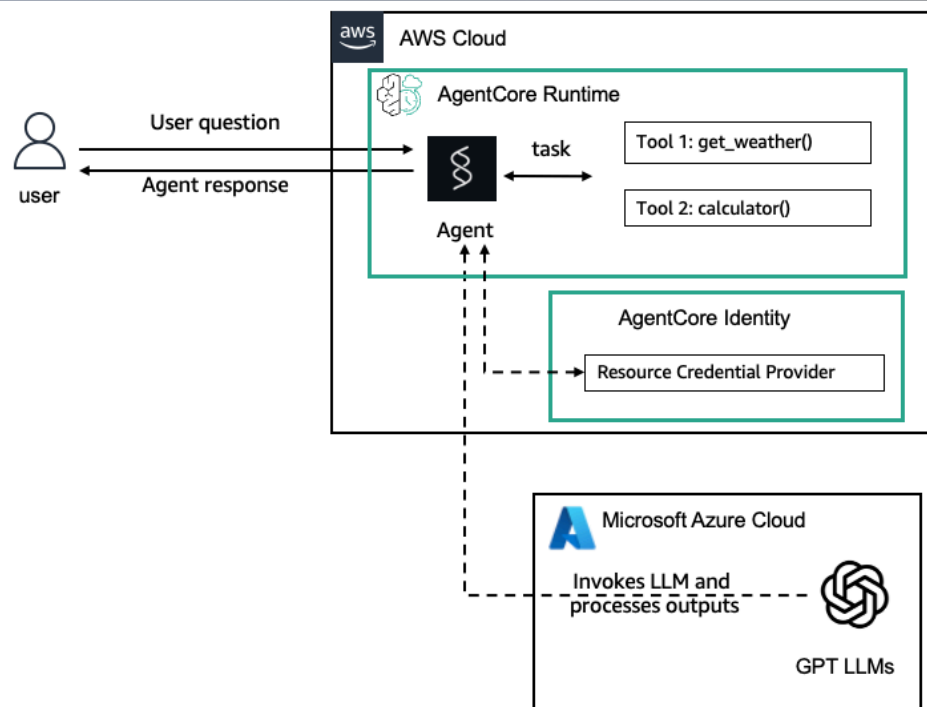 aws
AWS Cloud
AgentCore Runtime
User question
Agent response
user
Agent
task
Tool 1: get_weather()
Tool 2: calculator()
AgentCore Identity
Resource Credential Provider
Microsoft Azure Cloud
Invokes LLM and
processes outputs
GPT LLMs